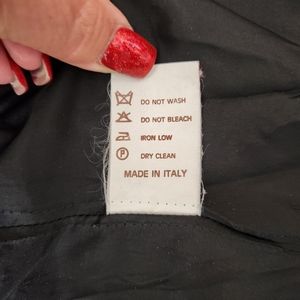 DO NOT WASH
DO NOT BLEACH
IRON LOW
P DRY CLEAN
MADE IN ITALY